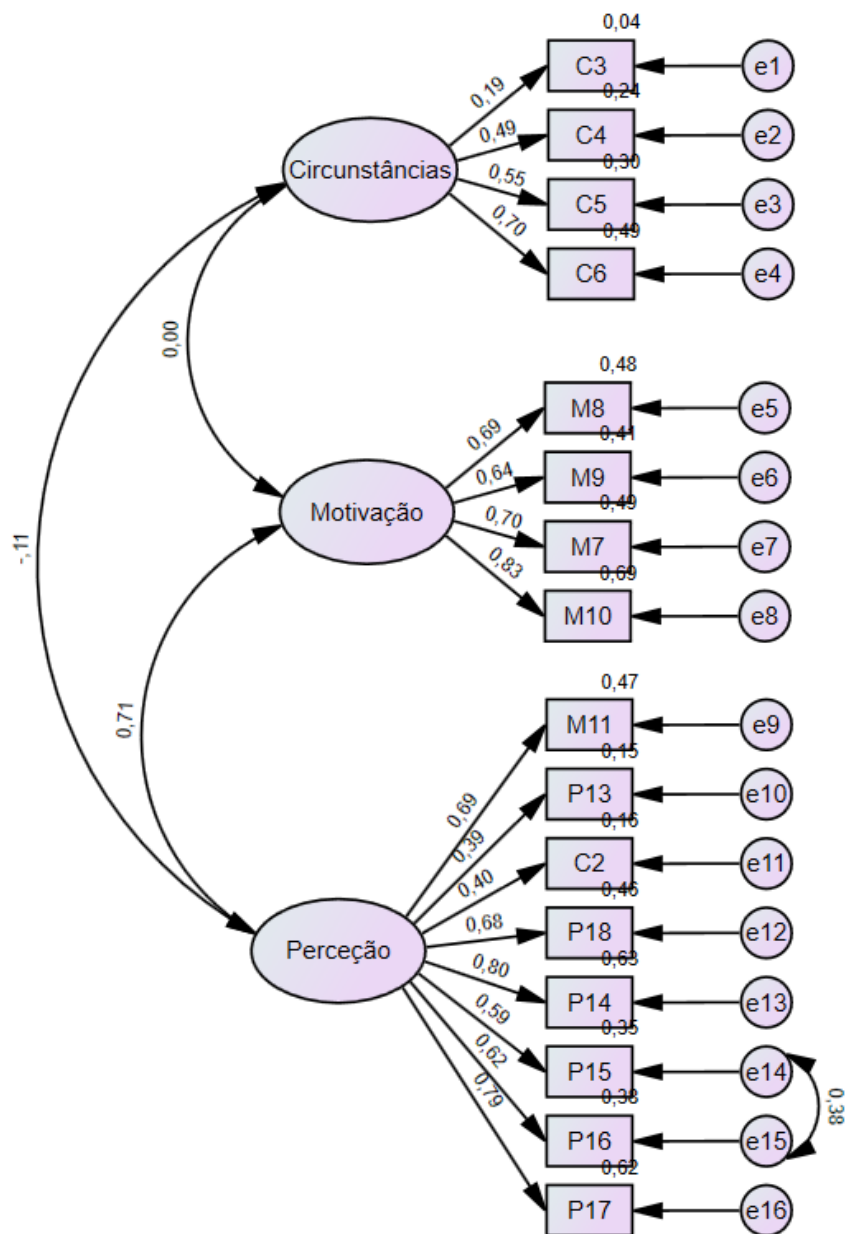 0,04
C3
e1
0,19
0,24
C4
e2
0,49
Circunstâncias
0,30
C5
e3
0,55
0,49
C6
e4
0,70
0,00
0,48
M8
e5
0,69
0,41
M9
e6
0,64
0,49
Motivação
M7
e7
0,70
0,69
M10
e8
0,83
-,11
0,71
0,47
M11
e9
0,69
0,15
P13
e10
0,39
0,16
C2
e11
0,40
0,46
P18
e12
0,68
Perceção
0,63
P14
e13
0,80
0,35
P15
e14
0,59
0,38
0,38
P16
e15
0,62
0,62
P17
e16
0,79